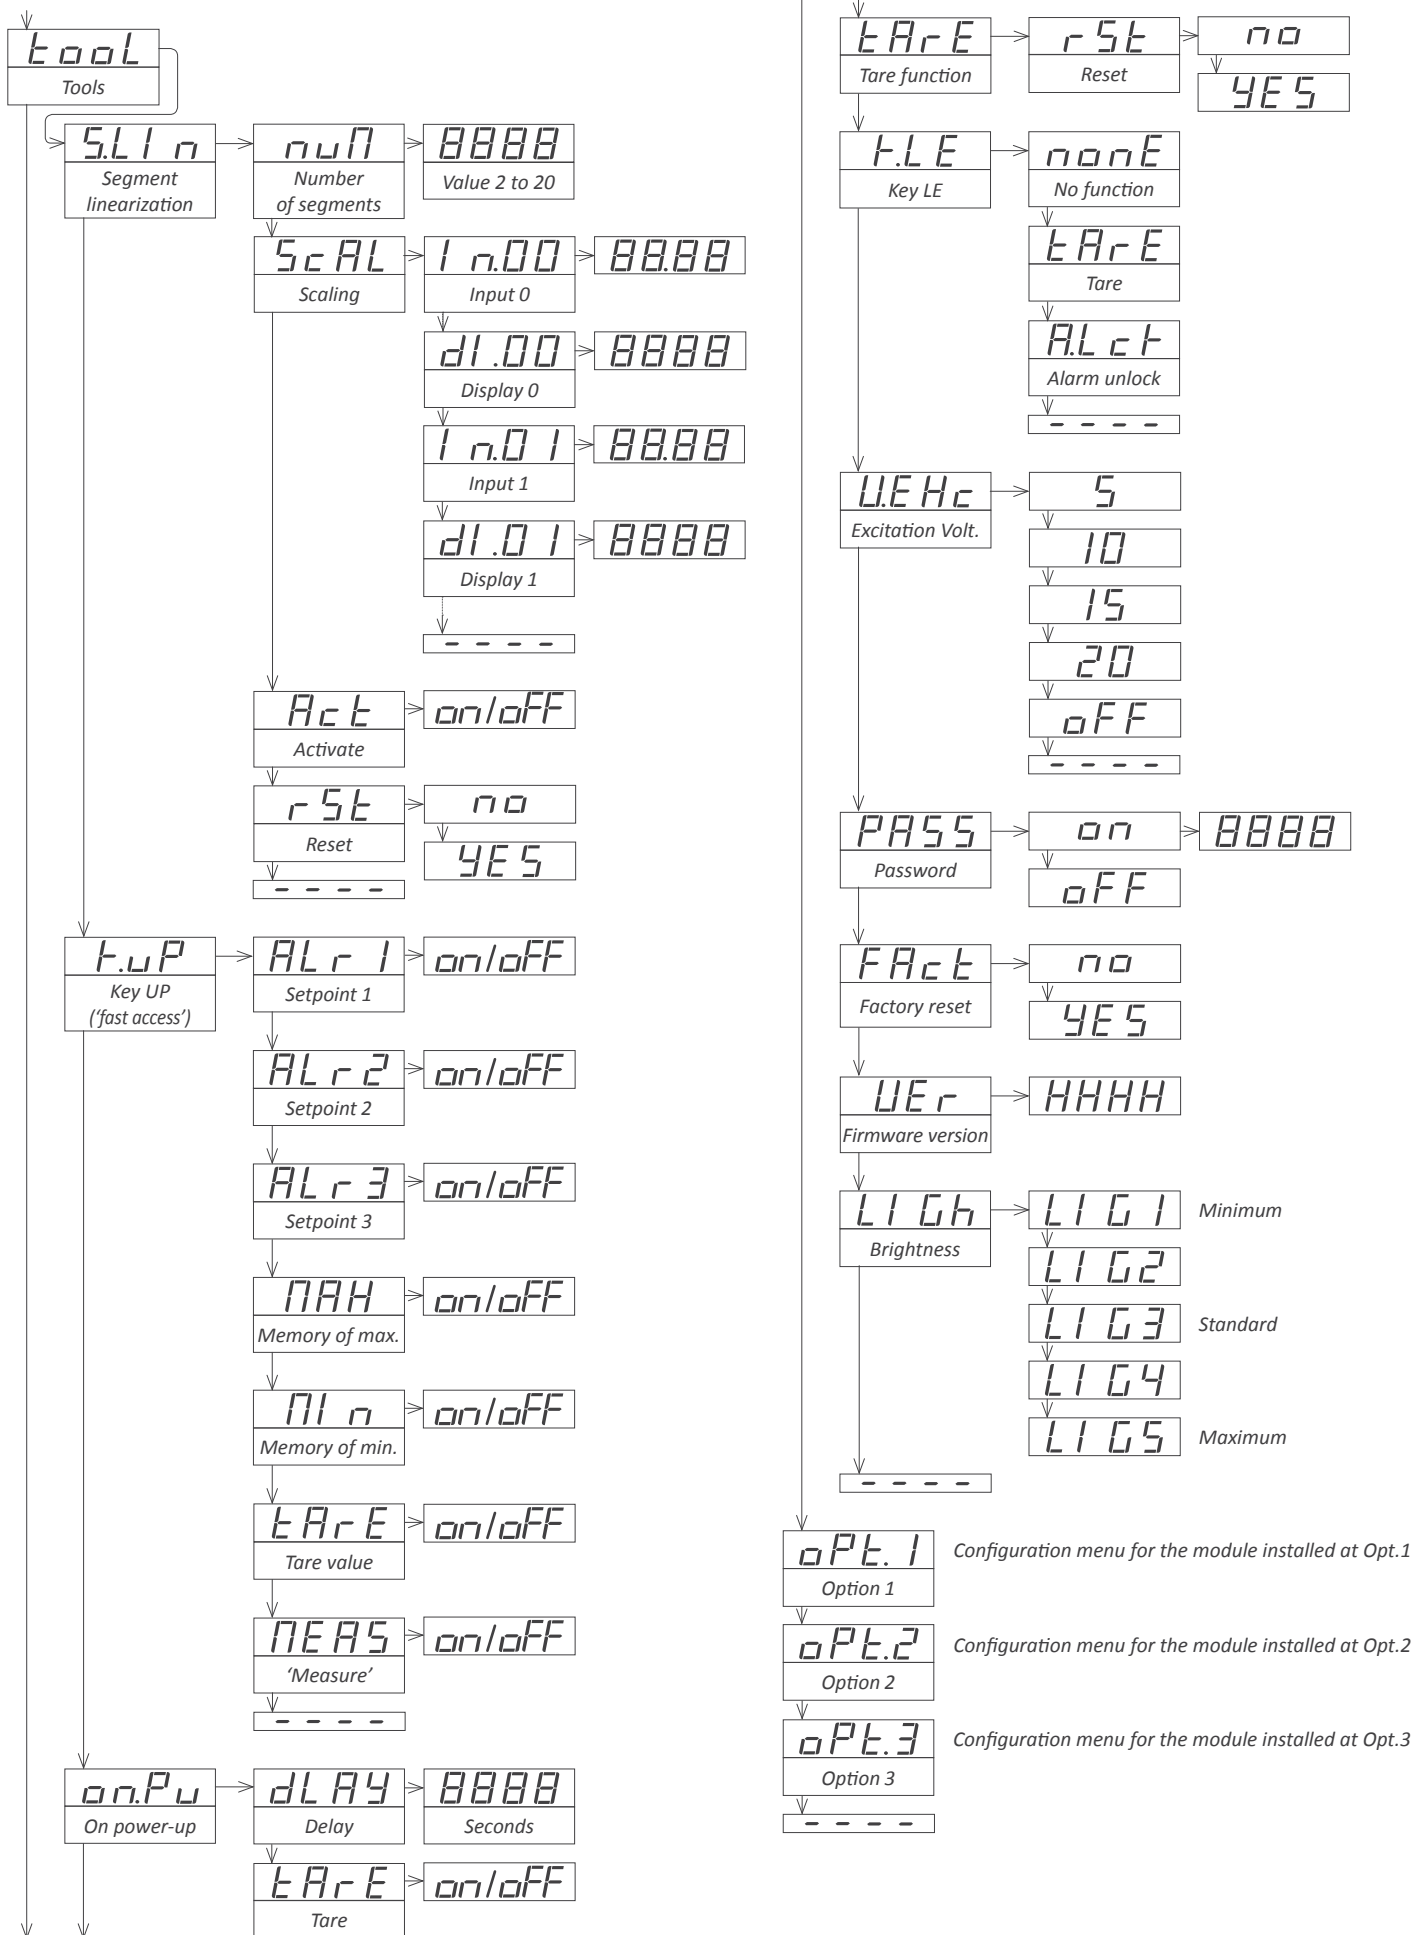 tooL
Tools
S.LIn
Segment
linearization
nuM
Number
of segments
8888
Value 2 to 20
ScAL
Scaling
In.00
Input 0
88.88
dI.00
Display 0
8888
In.01
Input 1
88.88
dI.01
Display 1
8888
----
Act
Activate
on/oFF
rSt
Reset
no
YES
----
k.uP
Key UP
(‘fast access’)
ALr1
Setpoint 1
on/oFF
ALr2
Setpoint 2
on/oFF
ALr3
Setpoint 3
on/oFF
MAH
Memory of max.
on/oFF
MIn
Memory of min.
on/oFF
tArE
Tare value
on/oFF
MEAS
‘Measure’
on/oFF
----
on.Pu
On power-up
dLAY
Delay
8888
Seconds
tArE
Tare
on/oFF
tArE
Tare function
rSt
Reset
no
YES
k.LE
Key LE
nonE
No function
tArE
Tare
A.Lck
Alarm unlock
----
U.EHc
Excitation Volt.
5
10
15
20
oFF
----
PASS
Password
on
8888
oFF
FAct
Factory reset
no
YES
VEr
Firmware version
HHHH
LIGh
Brightness
LIG1
Minimum
LIG2
LIG3
Standard
LIG4
LIG5
Maximum
----
oPt.1
Option 1
Configuration menu for the module installed at Opt.1
oPt.2
Option 2
Configuration menu for the module installed at Opt.2
oPt.3
Option 3
Configuration menu for the module installed at Opt.3
----